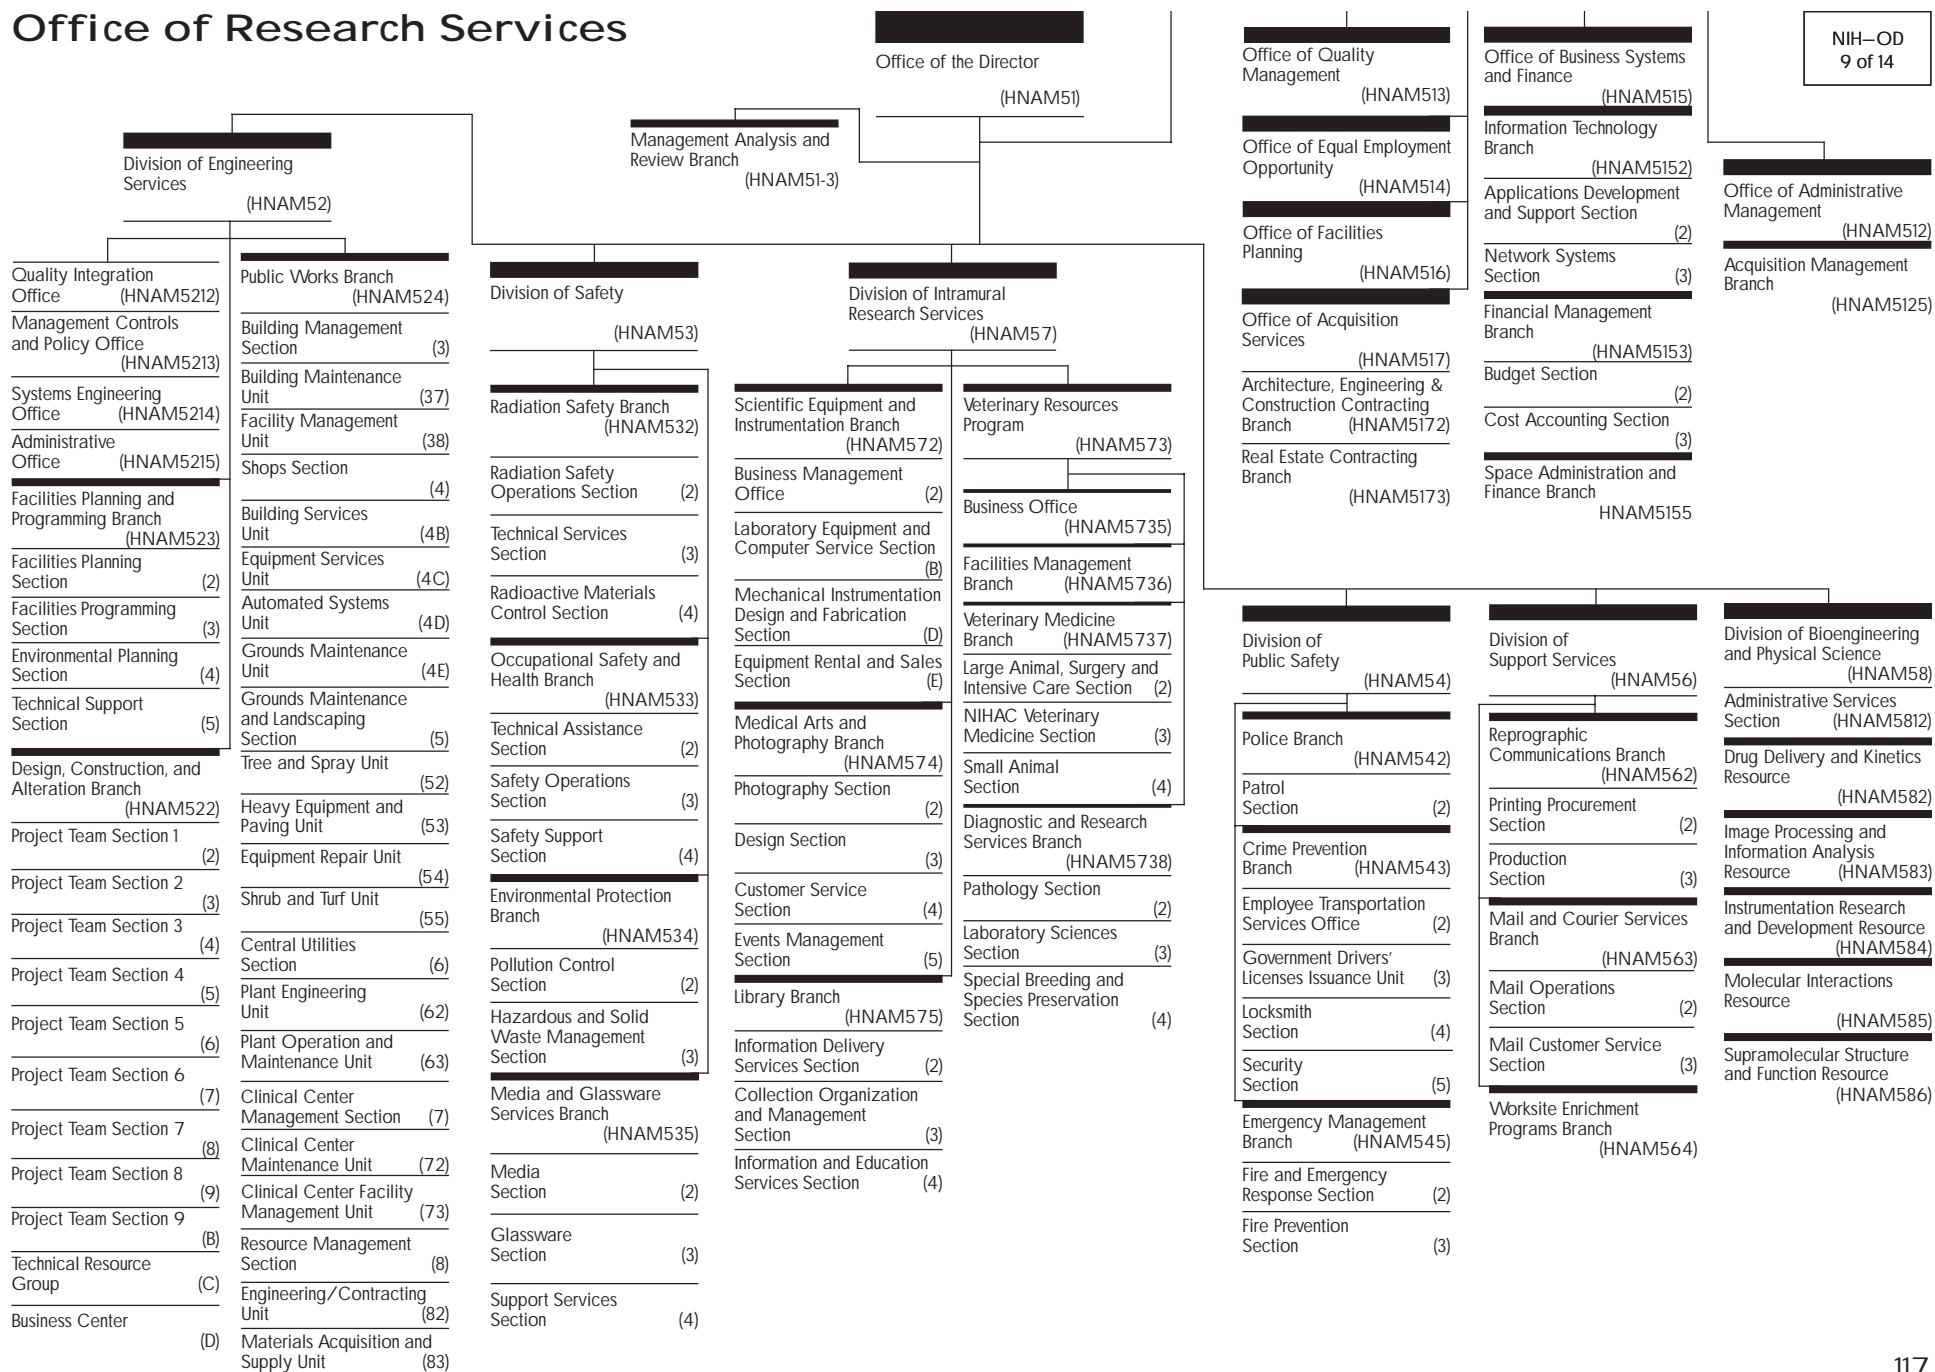 Office of Research Services
NIH–OD
9 of 14
Office of the Director
(HNAM51)
Management Analysis and
Review Branch
(HNAM51-3)
Division of Engineering
Services
(HNAM52)
Quality Integration
Office (HNAM5212)
Management Controls
and Policy Office
(HNAM5213)
Systems Engineering
Office (HNAM5214)
Administrative
Office (HNAM5215)
Facilities Planning and
Programming Branch
(HNAM523)
Facilities Planning
Section (2)
Facilities Programming
Section (3)
Environmental Planning
Section (4)
Technical Support
Section (5)
Design, Construction, and
Alteration Branch
(HNAM522)
Project Team Section 1
(2)
Project Team Section 2
(3)
Project Team Section 3
(4)
Project Team Section 4
(5)
Project Team Section 5
(6)
Project Team Section 6
(7)
Project Team Section 7
(8)
Project Team Section 8
(9)
Project Team Section 9
(B)
Technical Resource
Group (C)
Business Center
(D)
Public Works Branch
(HNAM524)
Building Management
Section (3)
Building Maintenance
Unit (37)
Facility Management
Unit (38)
Shops Section
(4)
Building Services
Unit (4B)
Equipment Services
Unit (4C)
Automated Systems
Unit (4D)
Grounds Maintenance
Unit (4E)
Grounds Maintenance
and Landscaping
Section (5)
Tree and Spray Unit
(52)
Heavy Equipment and
Paving Unit (53)
Equipment Repair Unit
(54)
Shrub and Turf Unit
(55)
Central Utilities
Section (6)
Plant Engineering
Unit (62)
Plant Operation and
Maintenance Unit (63)
Clinical Center
Management Section (7)
Clinical Center
Maintenance Unit (72)
Clinical Center Facility
Management Unit (73)
Resource Management
Section (8)
Engineering/Contracting
Unit (82)
Materials Acquisition and
Supply Unit (83)
Division of Safety
(HNAM53)
Radiation Safety Branch
(HNAM532)
Radiation Safety
Operations Section (2)
Technical Services
Section (3)
Radioactive Materials
Control Section (4)
Occupational Safety and
Health Branch
(HNAM533)
Technical Assistance
Section (2)
Safety Operations
Section (3)
Safety Support
Section (4)
Environmental Protection
Branch
(HNAM534)
Pollution Control
Section (2)
Hazardous and Solid
Waste Management
Section (3)
Media and Glassware
Services Branch
(HNAM535)
Media
Section (2)
Glassware
Section (3)
Support Services
Section (4)
Division of Intramural
Research Services
(HNAM57)
Scientific Equipment and
Instrumentation Branch
(HNAM572)
Business Management
Office (2)
Laboratory Equipment and
Computer Service Section
(B)
Mechanical Instrumentation
Design and Fabrication
Section (D)
Equipment Rental and Sales
Section (E)
Medical Arts and
Photography Branch
(HNAM574)
Photography Section
(2)
Design Section
(3)
Customer Service
Section (4)
Events Management
Section (5)
Library Branch
(HNAM575)
Information Delivery
Services Section (2)
Collection Organization
and Management
Section (3)
Information and Education
Services Section (4)
Veterinary Resources
Program
(HNAM573)
Business Office
(HNAM5735)
Facilities Management
Branch (HNAM5736)
Veterinary Medicine
Branch (HNAM5737)
Large Animal, Surgery and
Intensive Care Section (2)
NIHAC Veterinary
Medicine Section (3)
Small Animal
Section (4)
Diagnostic and Research
Services Branch
(HNAM5738)
Pathology Section
(2)
Laboratory Sciences
Section (3)
Special Breeding and
Species Preservation
Section (4)
Office of Quality
Management
(HNAM513)
Office of Equal Employment
Opportunity
(HNAM514)
Office of Facilities
Planning
(HNAM516)
Office of Acquisition
Services
(HNAM517)
Architecture, Engineering &
Construction Contracting
Branch (HNAM5172)
Real Estate Contracting
Branch
(HNAM5173)
Office of Business Systems
and Finance
(HNAM515)
Information Technology
Branch
(HNAM5152)
Applications Development
and Support Section
(2)
Network Systems
Section (3)
Financial Management
Branch
(HNAM5153)
Budget Section
(2)
Cost Accounting Section
(3)
Space Administration and
Finance Branch
HNAM5155
Office of Administrative
Management
(HNAM512)
Acquisition Management
Branch
(HNAM5125)
Division of
Public Safety
(HNAM54)
Police Branch
(HNAM542)
Patrol
Section (2)
Crime Prevention
Branch (HNAM543)
Employee Transportation
Services Office (2)
Government Drivers'
Licenses Issuance Unit (3)
Locksmith
Section (4)
Security
Section (5)
Emergency Management
Branch (HNAM545)
Fire and Emergency
Response Section (2)
Fire Prevention
Section (3)
Division of
Support Services
(HNAM56)
Reprographic
Communications Branch
(HNAM562)
Printing Procurement
Section (2)
Production
Section (3)
Mail and Courier Services
Branch
(HNAM563)
Mail Operations
Section (2)
Mail Customer Service
Section (3)
Worksite Enrichment
Programs Branch
(HNAM564)
Division of Bioengineering
and Physical Science
(HNAM58)
Administrative Services
Section (HNAM5812)
Drug Delivery and Kinetics
Resource
(HNAM582)
Image Processing and
Information Analysis
Resource (HNAM583)
Instrumentation Research
and Development Resource
(HNAM584)
Molecular Interactions
Resource
(HNAM585)
Supramolecular Structure
and Function Resource
(HNAM586)
117